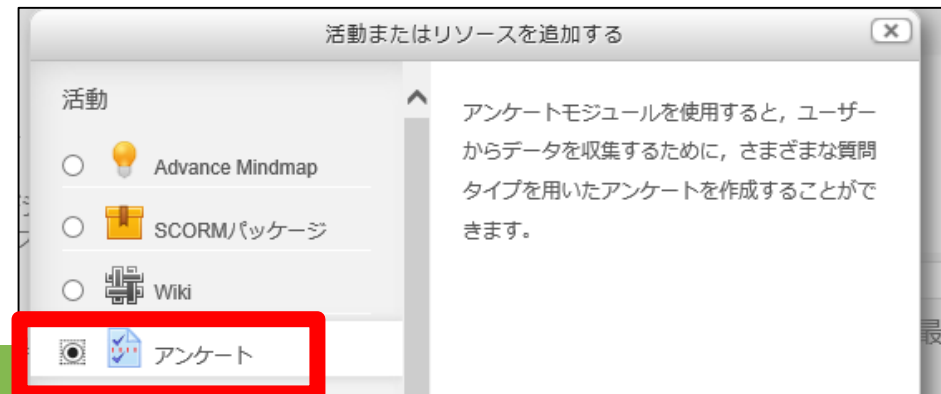 活動またはリソースを追加する
活動
Advance Mindmap
SCORMパッケージ
Wiki
アンケート
アンケートモジュールを使用すると，ユーザー
からデータを収集するために，さまざまな質問
タイプを用いたアンケートを作成することがで
きます。
最